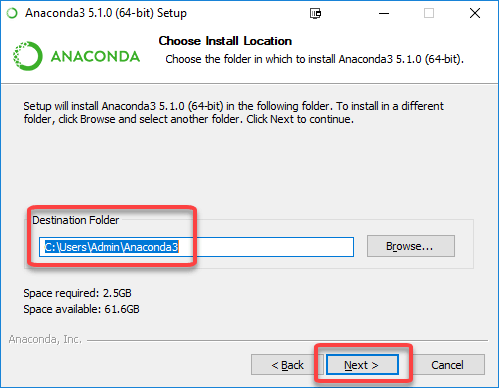 Anaconda3 5.1.0 (64-bit) Setup
ANACONDA
Choose Install Location
Choose the folder in which to install Anaconda3 5.1.0 (64-bit).
Setup will install Anaconda3 5.1.0 (64-bit) in the following folder. To install in a different
folder, click Browse and select another folder. Click Next to continue.
Destination Folder
C:\Users\Admin\Anaconda3
Browse...
Space required: 2.5GB
Space available: 61.6GB
Anaconda, Inc.
< Back
Next >
Cancel